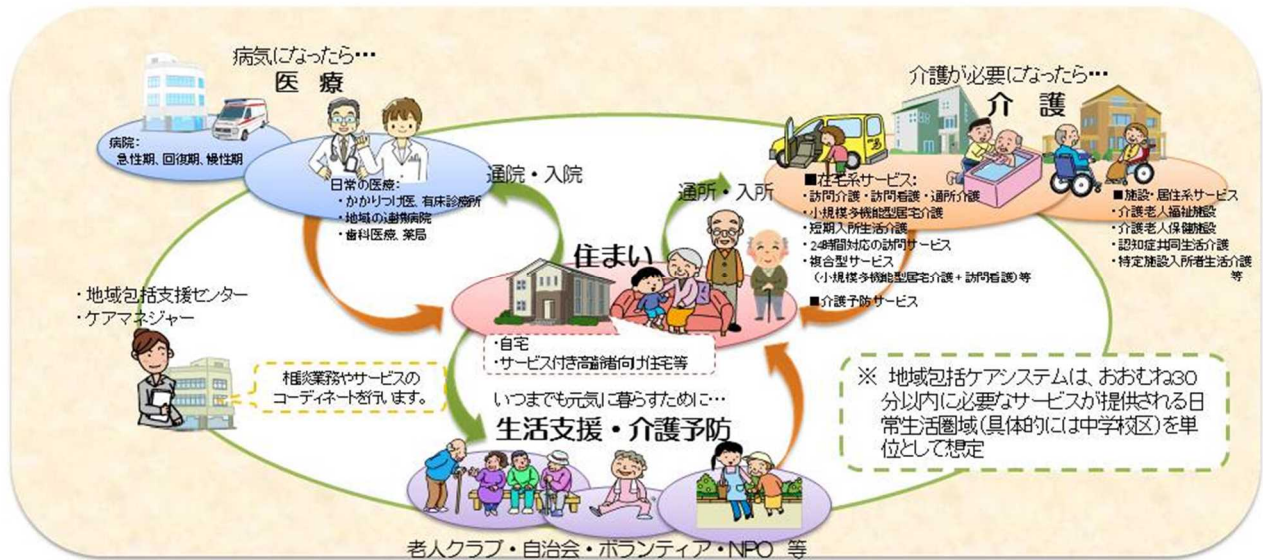 病気になったら･･･
医 療
病院：
急性期、回復期、慢性期
日常の医療：
・かかりつけ医、有床診療所
・地域の連携病院
・歯科医療、薬局
通院・入院
介護が必要になったら･･･
介 護
通所・入所
■在宅系サービス：
・訪問介護・訪問看護・通所介護
・小規模多機能型居宅介護
・短期入所生活介護
・24時間対応の訪問サービス
・複合型サービス
（小規模多機能型居宅介護＋訪問看護）等
■介護予防サービス
■施設・居住系サービス
・介護老人福祉施設
・介護老人保健施設
・認知症共同生活介護
・特定施設入所者生活介護
等
住まい
・自宅
・サービス付き高齢者向け住宅等
・地域包括支援センター
・ケアマネジャー
相談業務やサービスの
コーディネートを行います。
いつまでも元気に暮らすために･･･
生活支援・介護予防
老人クラブ・自治会・ボランティア・NPO 等
※ 地域包括ケアシステムは、おおむね30
分以内に必要なサービスが提供される日
常生活圏域（具体的には中学校区）を単
位として想定